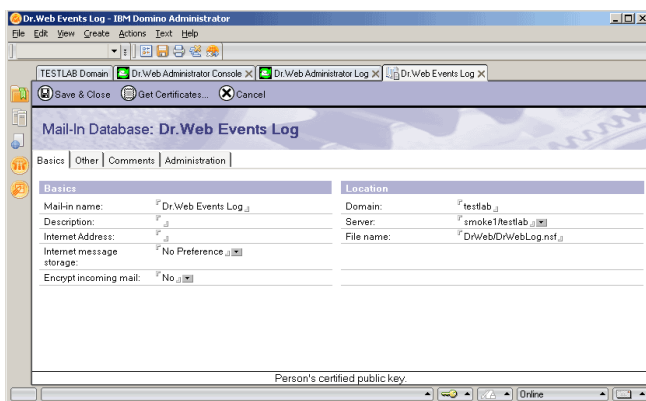 Dr.Web Events Log - IBM Domino Administrator
File Edit View Create Actions Text Help
TESTLAB Domain Dr.Web Administrator Console Dr.Web Administrator Log Dr.Web Events Log
Save & Close Get Certificates... Cancel
Mail-In Database: Dr.Web Events Log
Basics Other Comments Administration
Basics Location
Mail-in name: Dr.Web Events Log Domain: testlab
Description: Server: smoke1/testlab
Internet Address: File name: DrWeb/DrWebLog.nsf
Internet message storage: No Preference
Encrypt incoming mail: No
Person's certified public key.
Online